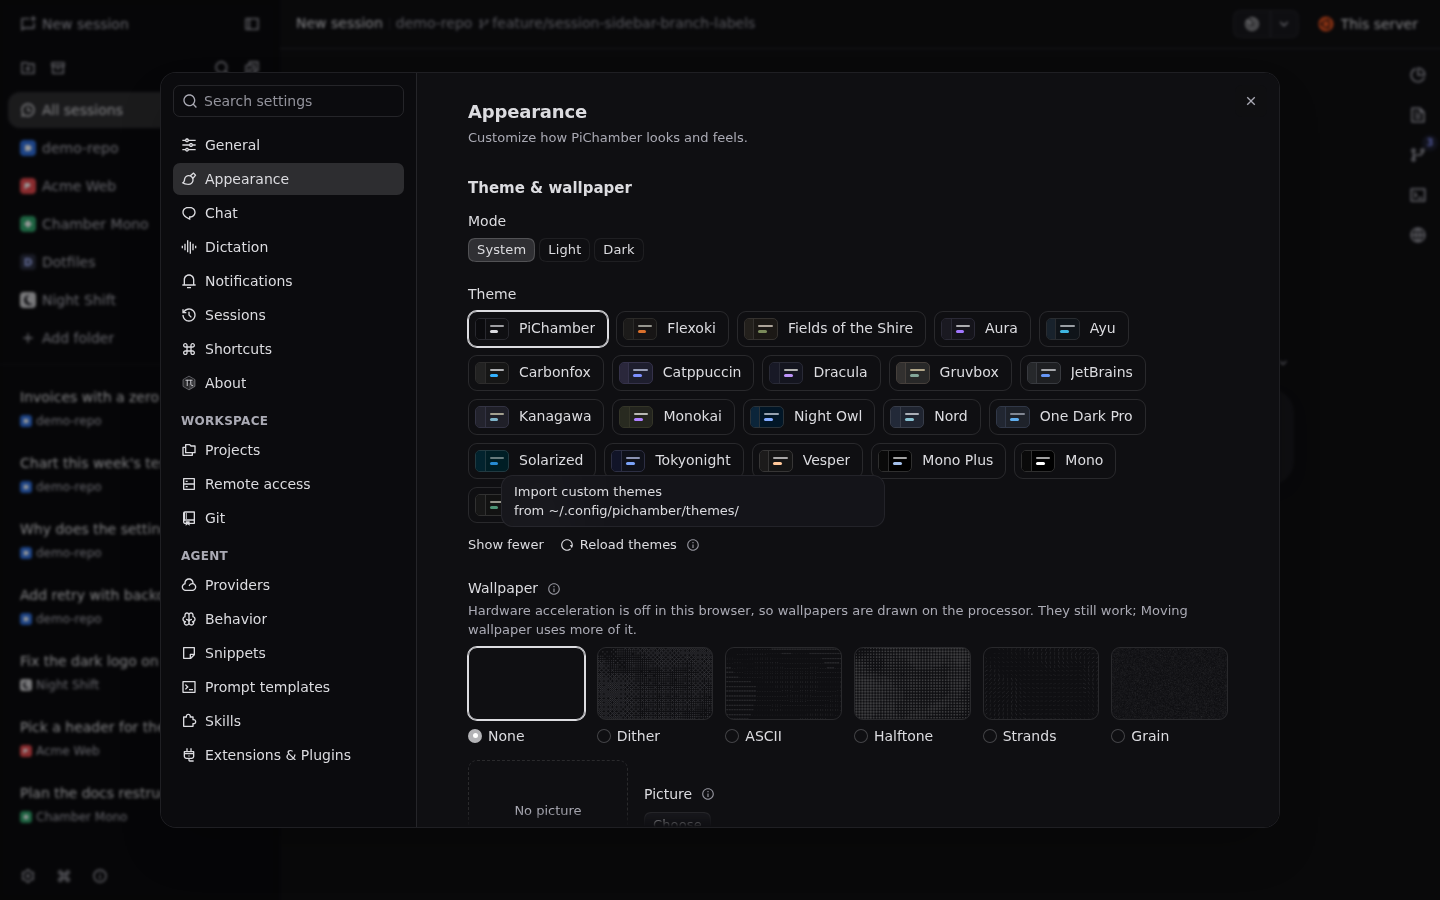 New session
All sessions
demo-repo
Acme Web
Chamber Mono
Dotfiles
Night Shift
Add folder
Invoices with a zero
demo-repo
Chart this week's te
demo-repo
Why does the settin
demo-repo
Add retry with back
demo-repo
Fix the dark logo on
Night Shift
Pick a header for the
Acme Web
Plan the docs restru
Chamber Mono
New session demo-repo feature/session-sidebar-branch-labels
This server
Search settings
General
Appearance
Chat
Dictation
Notifications
Sessions
Shortcuts
About
WORKSPACE
Projects
Remote access
Git
AGENT
Providers
Behavior
Snippets
Prompt templates
Skills
Extensions & Plugins
Appearance
Customize how PiChamber looks and feels.
Theme & wallpaper
Mode
System Light Dark
Theme
PiChamber Flexoki Fields of the Shire Aura Ayu
Carbonfox Catppuccin Dracula Gruvbox JetBrains
Kanagawa Monokai Night Owl Nord One Dark Pro
Solarized Tokyonight Vesper Mono Plus Mono
Import custom themes
from ~/.config/pichamber/themes/
Show fewer Reload themes
Wallpaper
Hardware acceleration is off in this browser, so wallpapers are drawn on the processor. They still work; Moving
wallpaper uses more of it.
None Dither ASCII Halftone Strands Grain
No picture
Picture
Choose